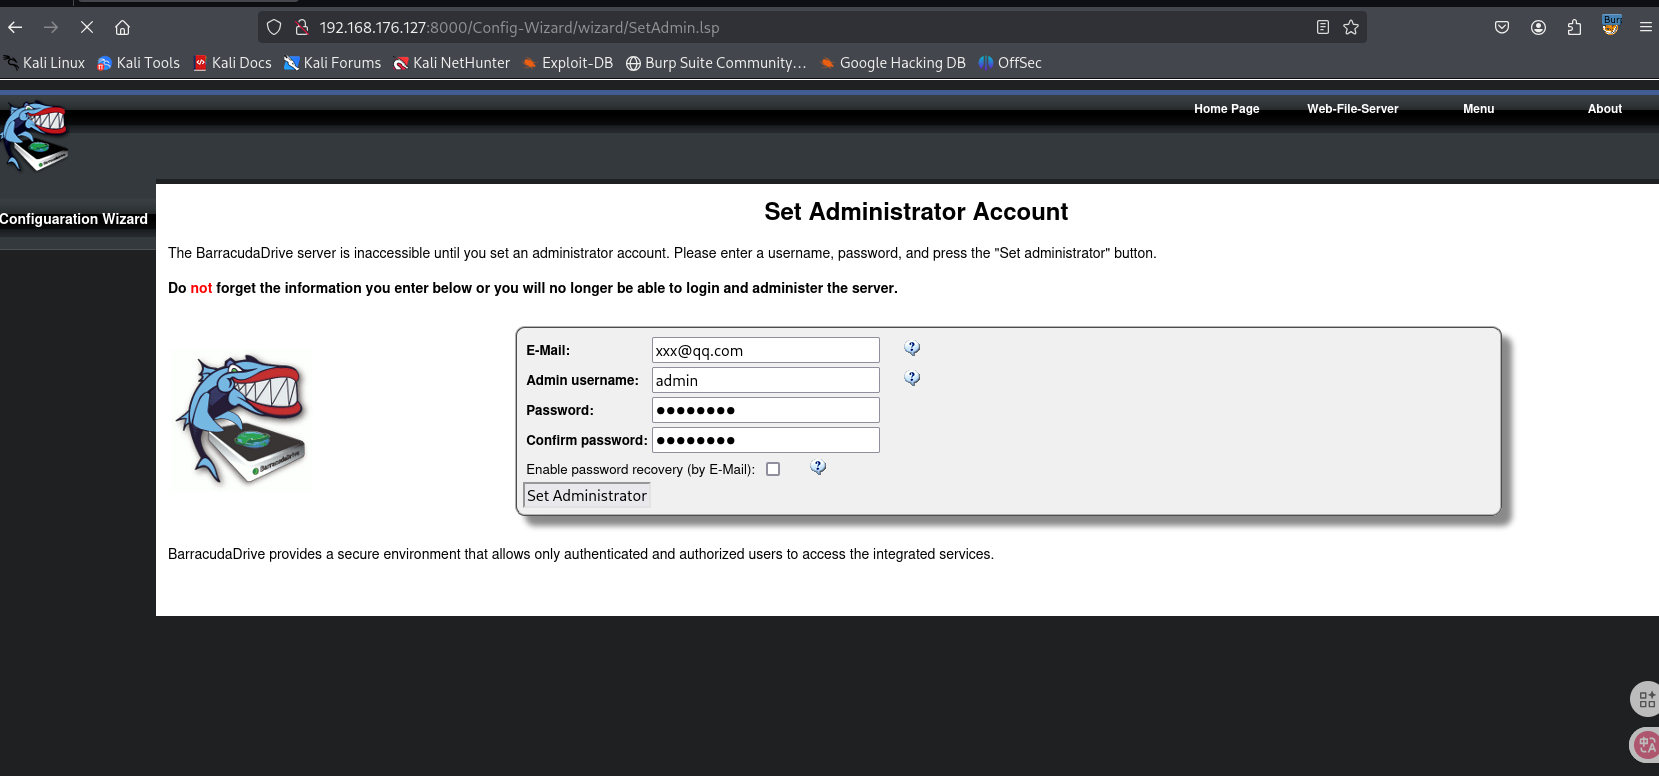 192.168.176.127:8000/Config-Wizard/wizard/SetAdmin.lsp
Burp
Kali Linux Kali Tools Kali Docs Kali Forums Kali NetHunter Exploit-DB Burp Suite Community… Google Hacking DB OffSec
Home Page Web-File-Server Menu About
Configuaration Wizard
Set Administrator Account
The BarracudaDrive server is inaccessible until you set an administrator account. Please enter a username, password, and press the "Set administrator" button.
Do not forget the information you enter below or you will no longer be able to login and administer the server.
E-Mail: xxx@qq.com
Admin username: admin
Password: ●●●●●●●●
Confirm password: ●●●●●●●●
Enable password recovery (by E-Mail):
Set Administrator
BarracudaDrive
BarracudaDrive provides a secure environment that allows only authenticated and authorized users to access the integrated services.